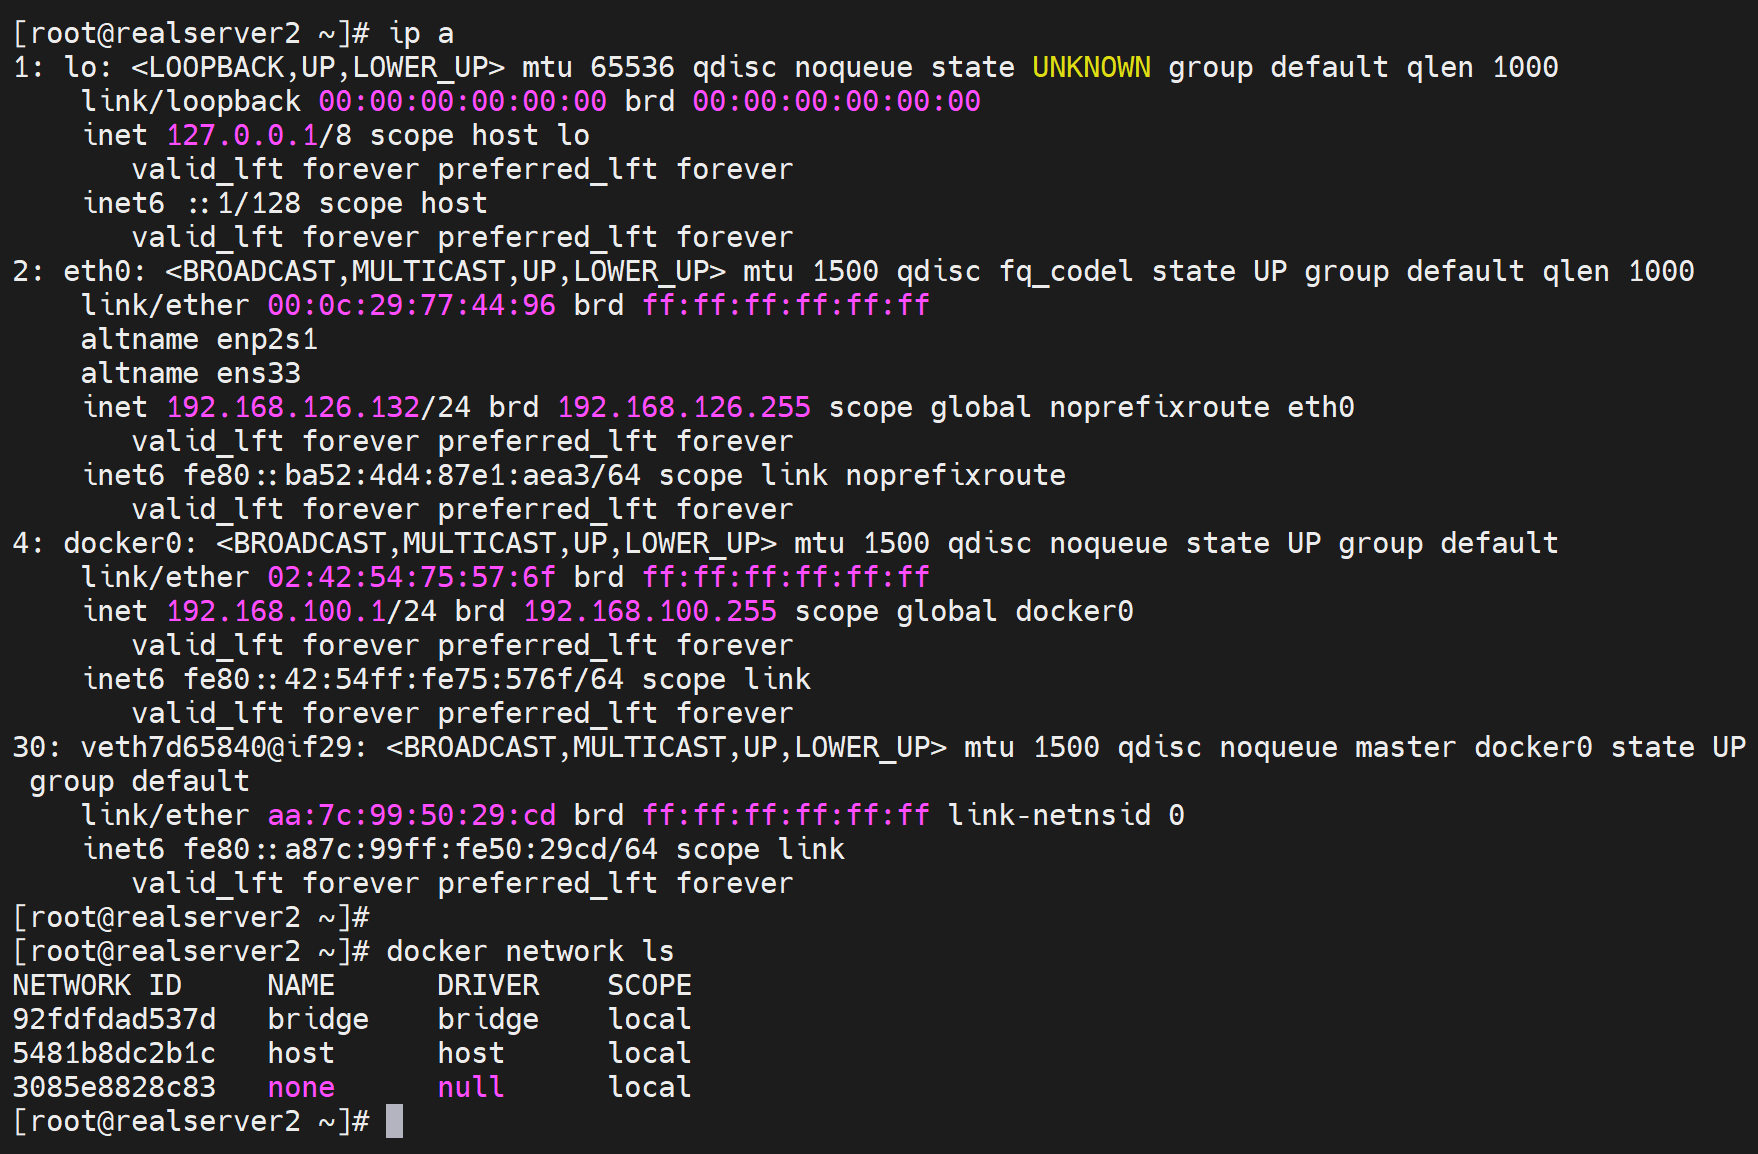 [root@realserver2 ~]# ip a
1: lo: <LOOPBACK,UP,LOWER_UP> mtu 65536 qdisc noqueue state UNKNOWN group default qlen 1000
    link/loopback 00:00:00:00:00:00 brd 00:00:00:00:00:00
    inet 127.0.0.1/8 scope host lo
       valid_lft forever preferred_lft forever
    inet6 ::1/128 scope host
       valid_lft forever preferred_lft forever
2: eth0: <BROADCAST,MULTICAST,UP,LOWER_UP> mtu 1500 qdisc fq_codel state UP group default qlen 1000
    link/ether 00:0c:29:77:44:96 brd ff:ff:ff:ff:ff:ff
    altname enp2s1
    altname ens33
    inet 192.168.126.132/24 brd 192.168.126.255 scope global noprefixroute eth0
       valid_lft forever preferred_lft forever
    inet6 fe80::ba52:4d4:87e1:aea3/64 scope link noprefixroute
       valid_lft forever preferred_lft forever
4: docker0: <BROADCAST,MULTICAST,UP,LOWER_UP> mtu 1500 qdisc noqueue state UP group default
    link/ether 02:42:54:75:57:6f brd ff:ff:ff:ff:ff:ff
    inet 192.168.100.1/24 brd 192.168.100.255 scope global docker0
       valid_lft forever preferred_lft forever
    inet6 fe80::42:54ff:fe75:576f/64 scope link
       valid_lft forever preferred_lft forever
30: veth7d65840@if29: <BROADCAST,MULTICAST,UP,LOWER_UP> mtu 1500 qdisc noqueue master docker0 state UP
 group default
    link/ether aa:7c:99:50:29:cd brd ff:ff:ff:ff:ff:ff link-netnsid 0
    inet6 fe80::a87c:99ff:fe50:29cd/64 scope link
       valid_lft forever preferred_lft forever
[root@realserver2 ~]#
[root@realserver2 ~]# docker network ls
NETWORK ID     NAME      DRIVER    SCOPE
92fdfdad537d   bridge    bridge    local
5481b8dc2b1c   host      host      local
3085e8828c83   none      null      local
[root@realserver2 ~]#